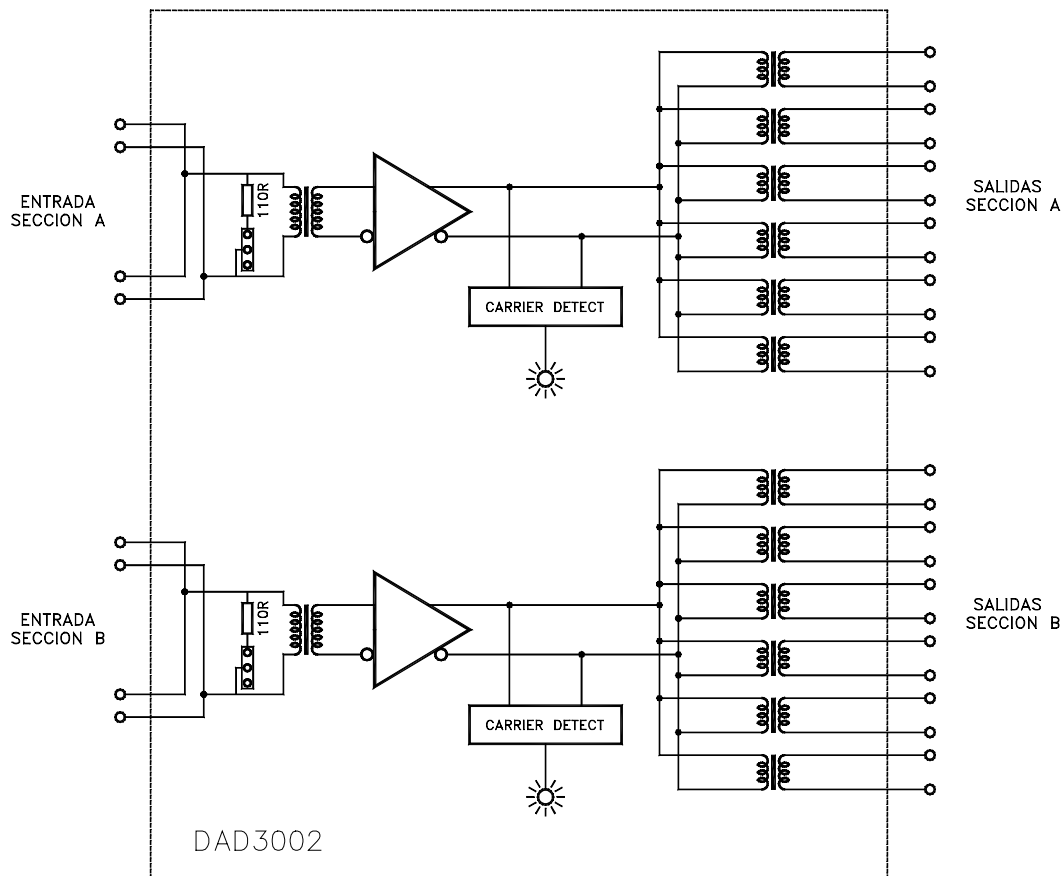 ENTRADA
SECCION A
110R
CARRIER DETECT
SALIDAS
SECCION A
ENTRADA
SECCION B
110R
CARRIER DETECT
SALIDAS
SECCION B
DAD3002